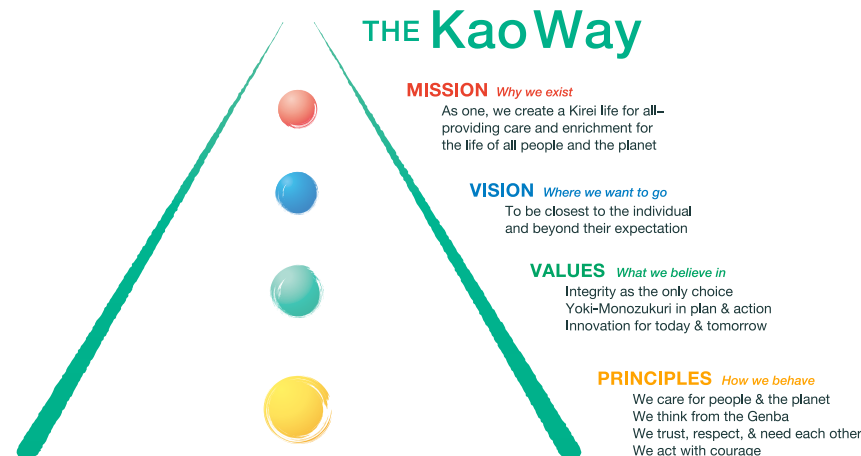 THE Kao Way
MISSION Why we exist
As one, we create a Kirei life for all–
providing care and enrichment for
the life of all people and the planet
VISION Where we want to go
To be closest to the individual
and beyond their expectation
VALUES What we believe in
Integrity as the only choice
Yoki-Monozukuri in plan & action
Innovation for today & tomorrow
PRINCIPLES How we behave
We care for people & the planet
We think from the Genba
We trust, respect, & need each other
We act with courage